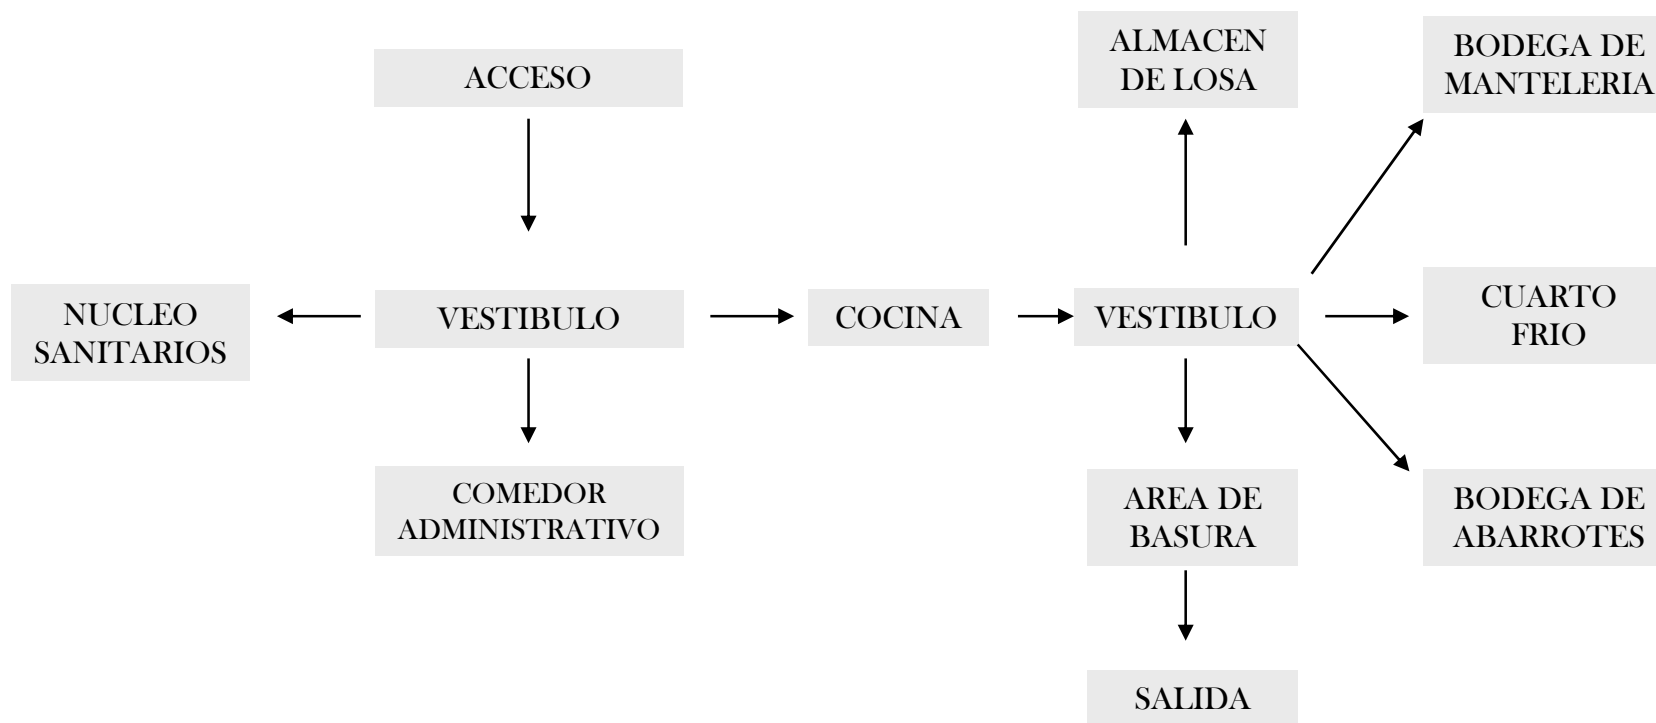 ACCESO
ALMACEN
DE LOSA
BODEGA DE
MANTELERIA
NUCLEO
SANITARIOS
VESTIBULO
COCINA
VESTIBULO
CUARTO
FRIO
COMEDOR
ADMINISTRATIVO
AREA DE
BASURA
BODEGA DE
ABARROTES
SALIDA